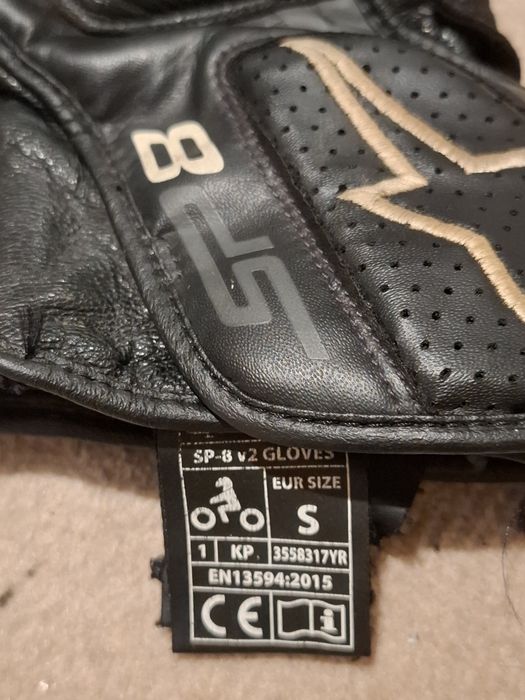 SP 8
SP-8 v2 GLOVES
EUR SIZE
S
1 KP 3558317YR
EN13594:2015
CE i